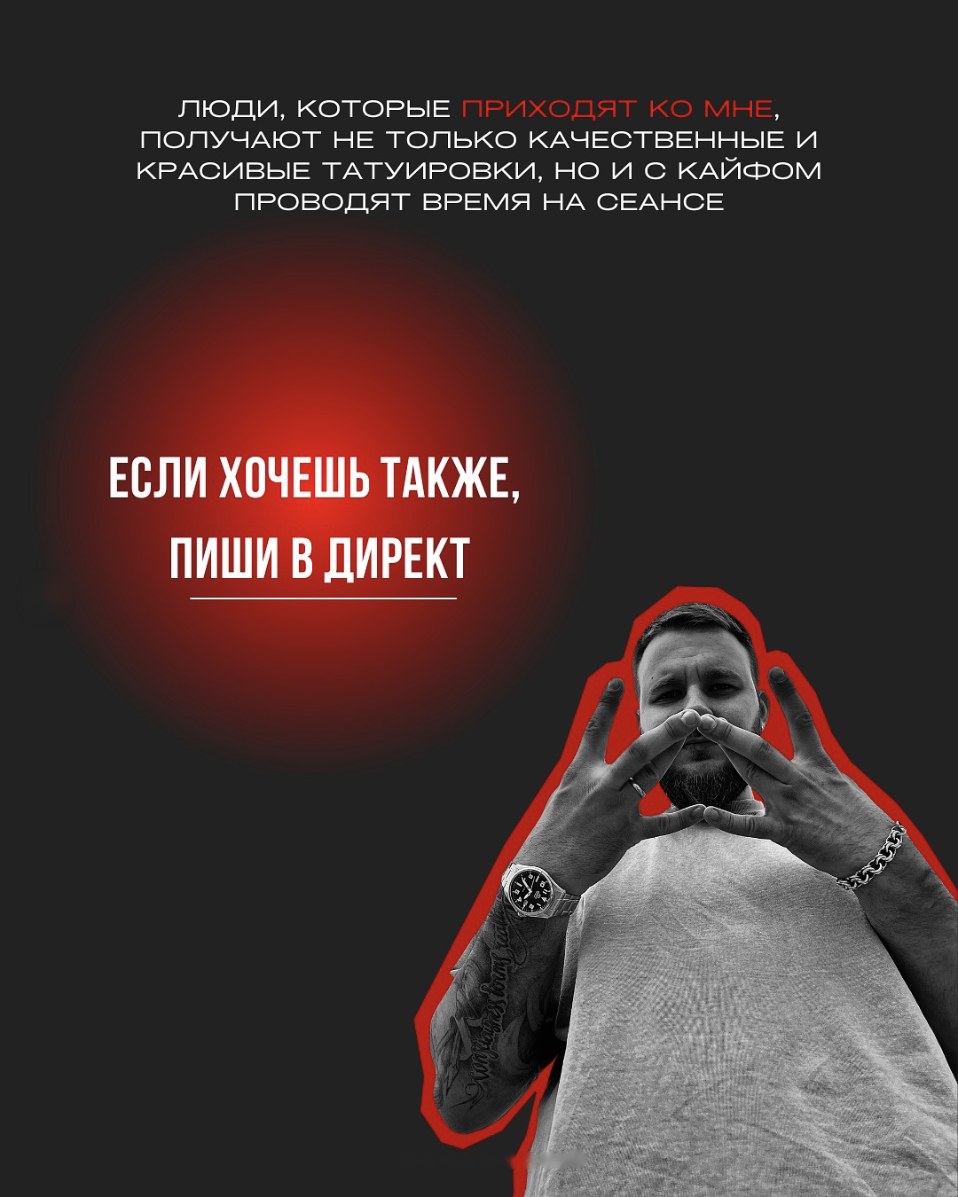 ЛЮДИ, КОТОРЫЕ ПРИХОДЯТ КО МНЕ,
ПОЛУЧАЮТ НЕ ТОЛЬКО КАЧЕСТВЕННЫЕ И
КРАСИВЫЕ ТАТУИРОВКИ, НО И С КАЙФОМ
ПРОВОДЯТ ВРЕМЯ НА СЕАНСЕ
ЕСЛИ ХОЧЕШЬ ТАКЖЕ,
ПИШИ В ДИРЕКТ